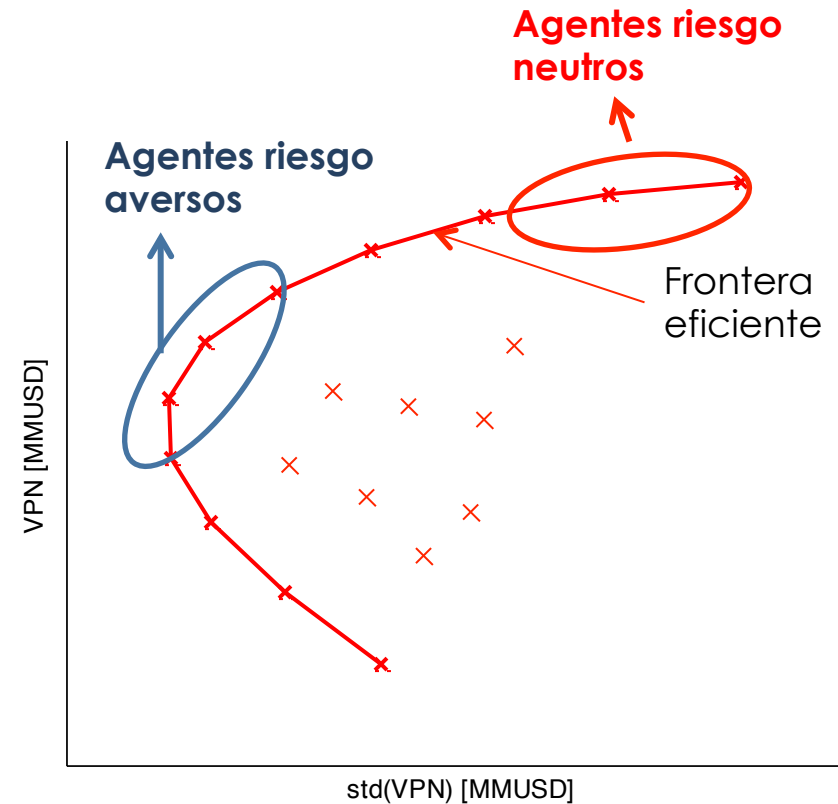 Agentes riesgo
neutros
Agentes riesgo
aversos
Frontera
eficiente
VPN [MMUSD]
std(VPN) [MMUSD]